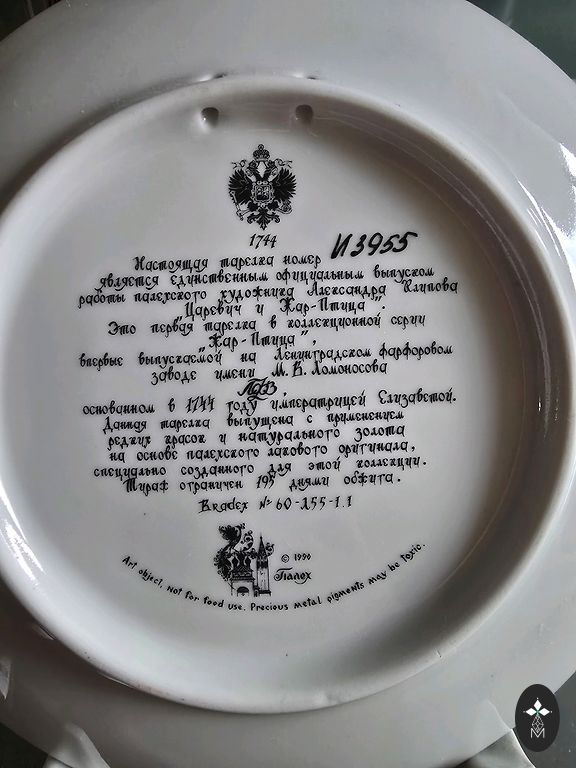 1744
Настоящая тарелка номер И3955
является единственным официальным выпуском
работы палехского художника Александра Клипова
"Царевич и Жар-Птица".
Это первая тарелка в коллекционной серии
"Жар-Птица",
впервые выпускаемой на Ленинградском фарфоровом
заводе имени М.В.Ломоносова
ЛФЗ,
основанном в 1744 году императрицей Елизаветой.
Данная тарелка выпущена с применением
редких красок и натурального золота
на основе палехского лакового оригинала,
специально созданного для этой коллекции.
Тираж ограничен 195 днями обжига.
Bradex № 60-155-1.1
© 1990
Палех
Art object. Not for food use. Precious metal pigments may be toxic.
M